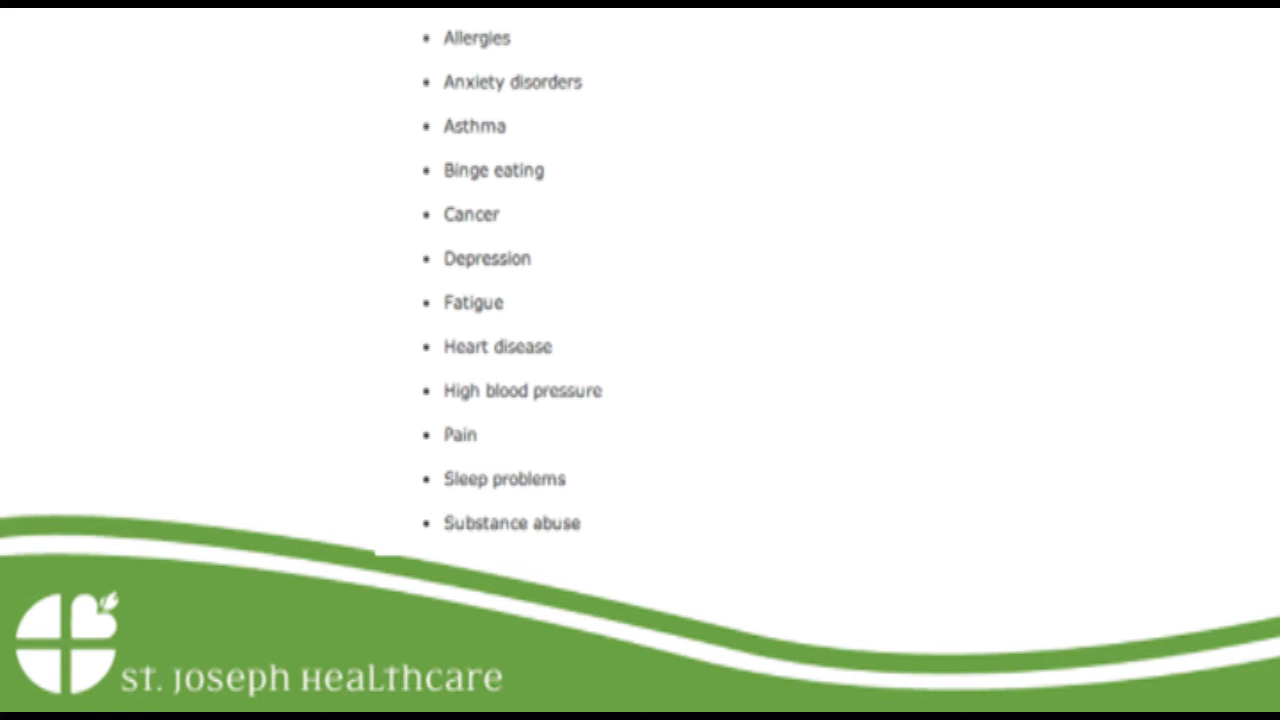 • Allergies
• Anxiety disorders
• Asthma
• Binge eating
• Cancer
• Depression
• Fatigue
• Heart disease
• High blood pressure
• Pain
• Sleep problems
• Substance abuse
ST. Joseph HealThcare